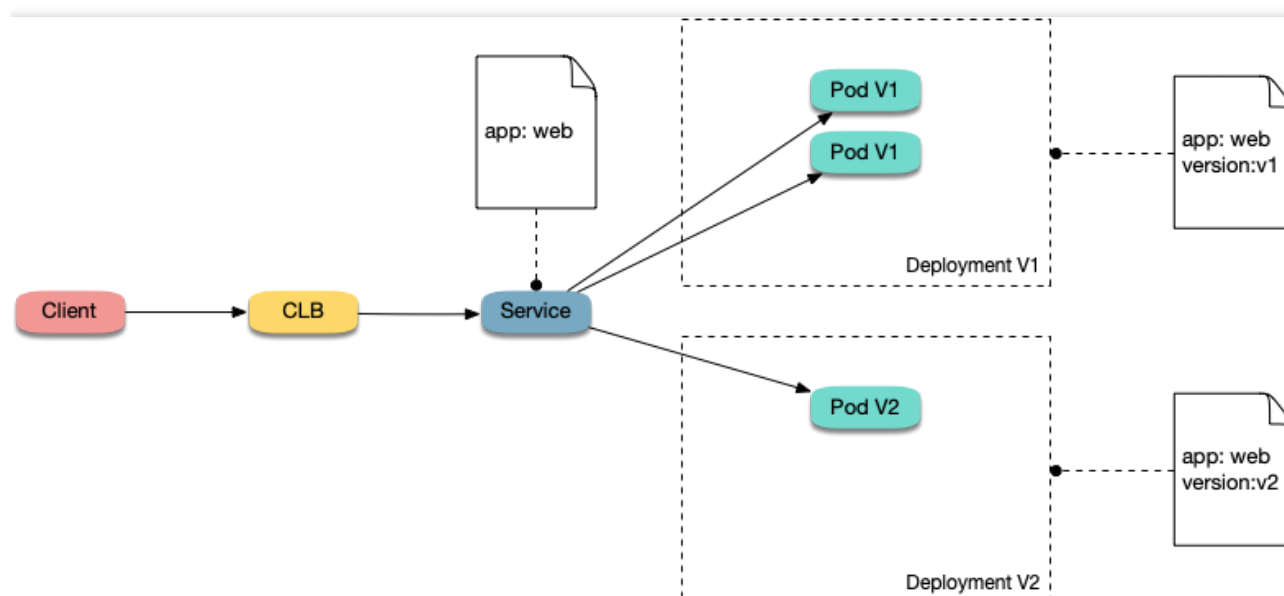 app: web
Pod V1
Pod V1
app: web
version:v1
Deployment V1
Client
CLB
Service
Pod V2
app: web
version:v2
Deployment V2